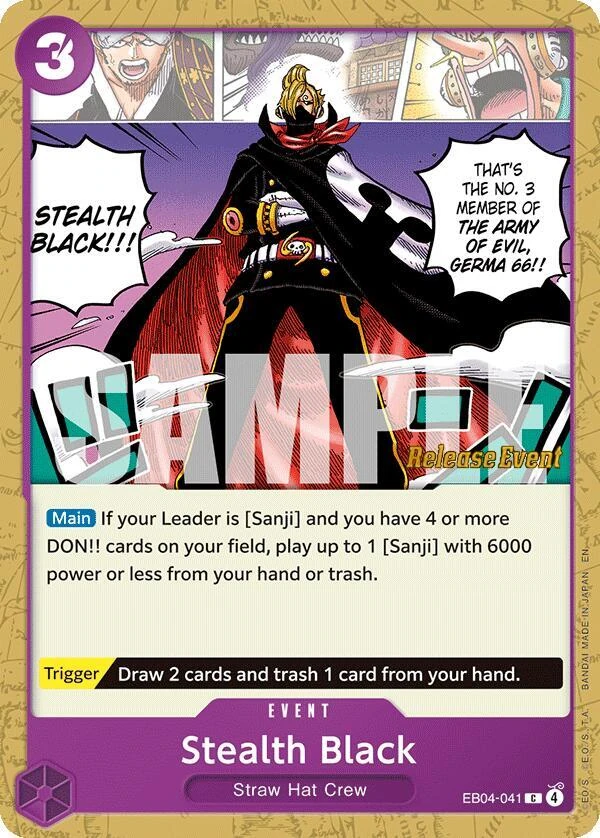 3
STEALTH
BLACK!!!
THAT'S
THE NO. 3
MEMBER OF
THE ARMY
OF EVIL,
GERMA 66!!
SAMPLE
Release Event
Main If your Leader is [Sanji] and you have 4 or more
DON!! cards on your field, play up to 1 [Sanji] with 6000
power or less from your hand or trash.
Trigger Draw 2 cards and trash 1 card from your hand.
EVENT
Stealth Black
Straw Hat Crew
EB04-041 C 4
BANDAI MADE IN JAPAN EN